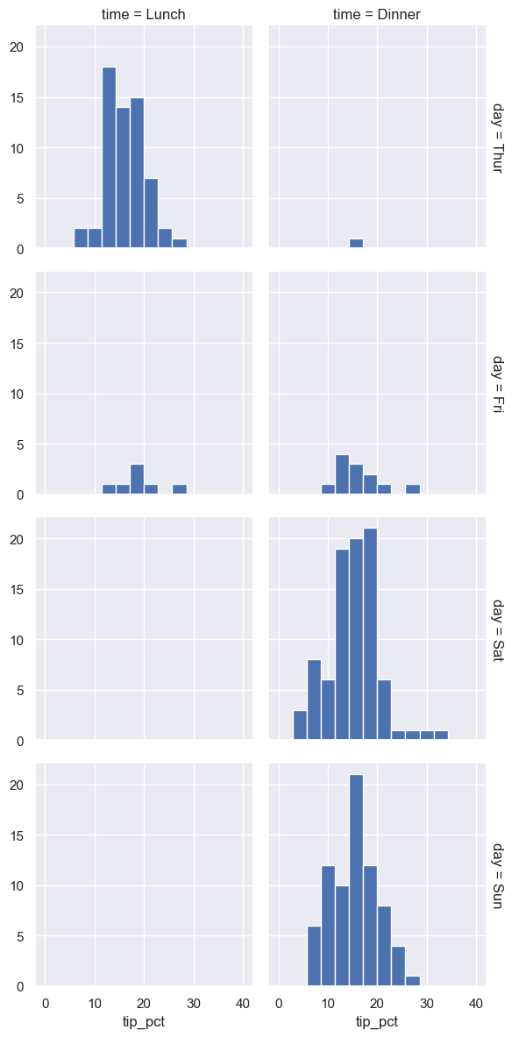 time = Lunch
time = Dinner
20
15
10
5
0
day = Thur
20
15
10
5
0
day = Fri
20
15
10
5
0
day = Sat
20
15
10
5
0
day = Sun
0 10 20 30 40
0 10 20 30 40
tip_pct
tip_pct